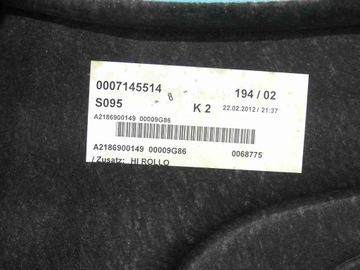 0007145514 194 / 02
S095 K 2 22.02.2012 / 21:37
A2186900149 00009G86
A2186900149 00009G86 0068775
/ Zusatz: HI ROLLO